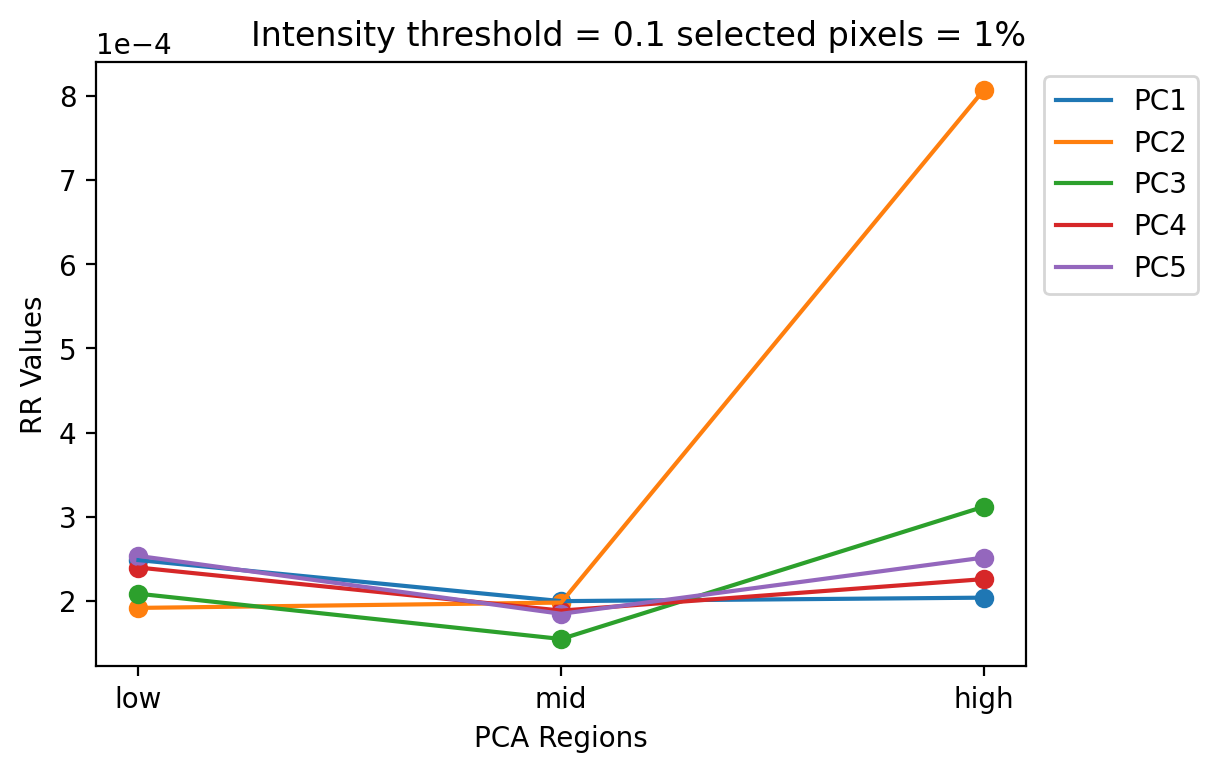 Intensity threshold = 0.1 selected pixels = 1%
1e−4
8
7
6
5
4
3
2
RR Values
low
mid
high
PCA Regions
PC1
PC2
PC3
PC4
PC5